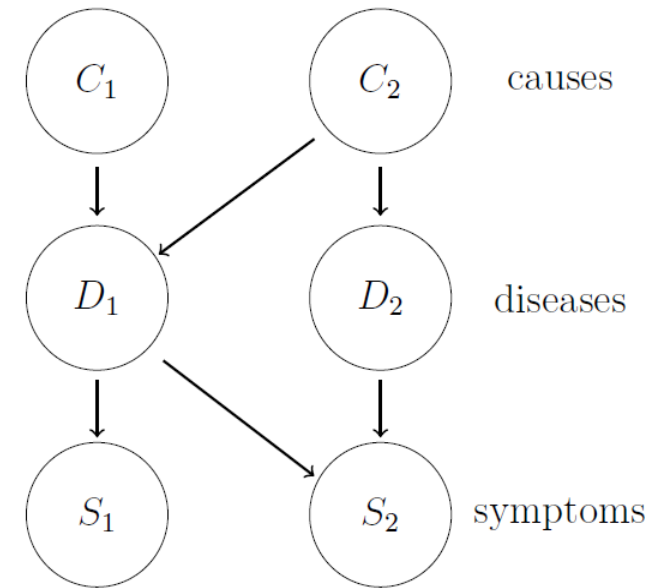 C₁ C₂ causes
D₁ D₂ diseases
S₁ S₂ symptoms